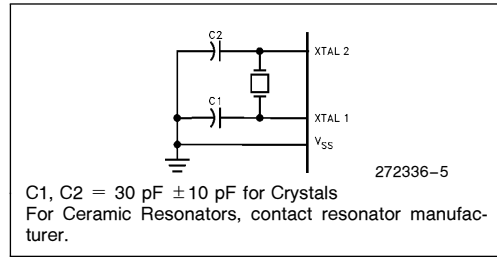 C2
XTAL 2
C1
XTAL 1
VSS
272336–5
C1, C2 = 30 pF ±10 pF for Crystals
For Ceramic Resonators, contact resonator manufac-
turer.